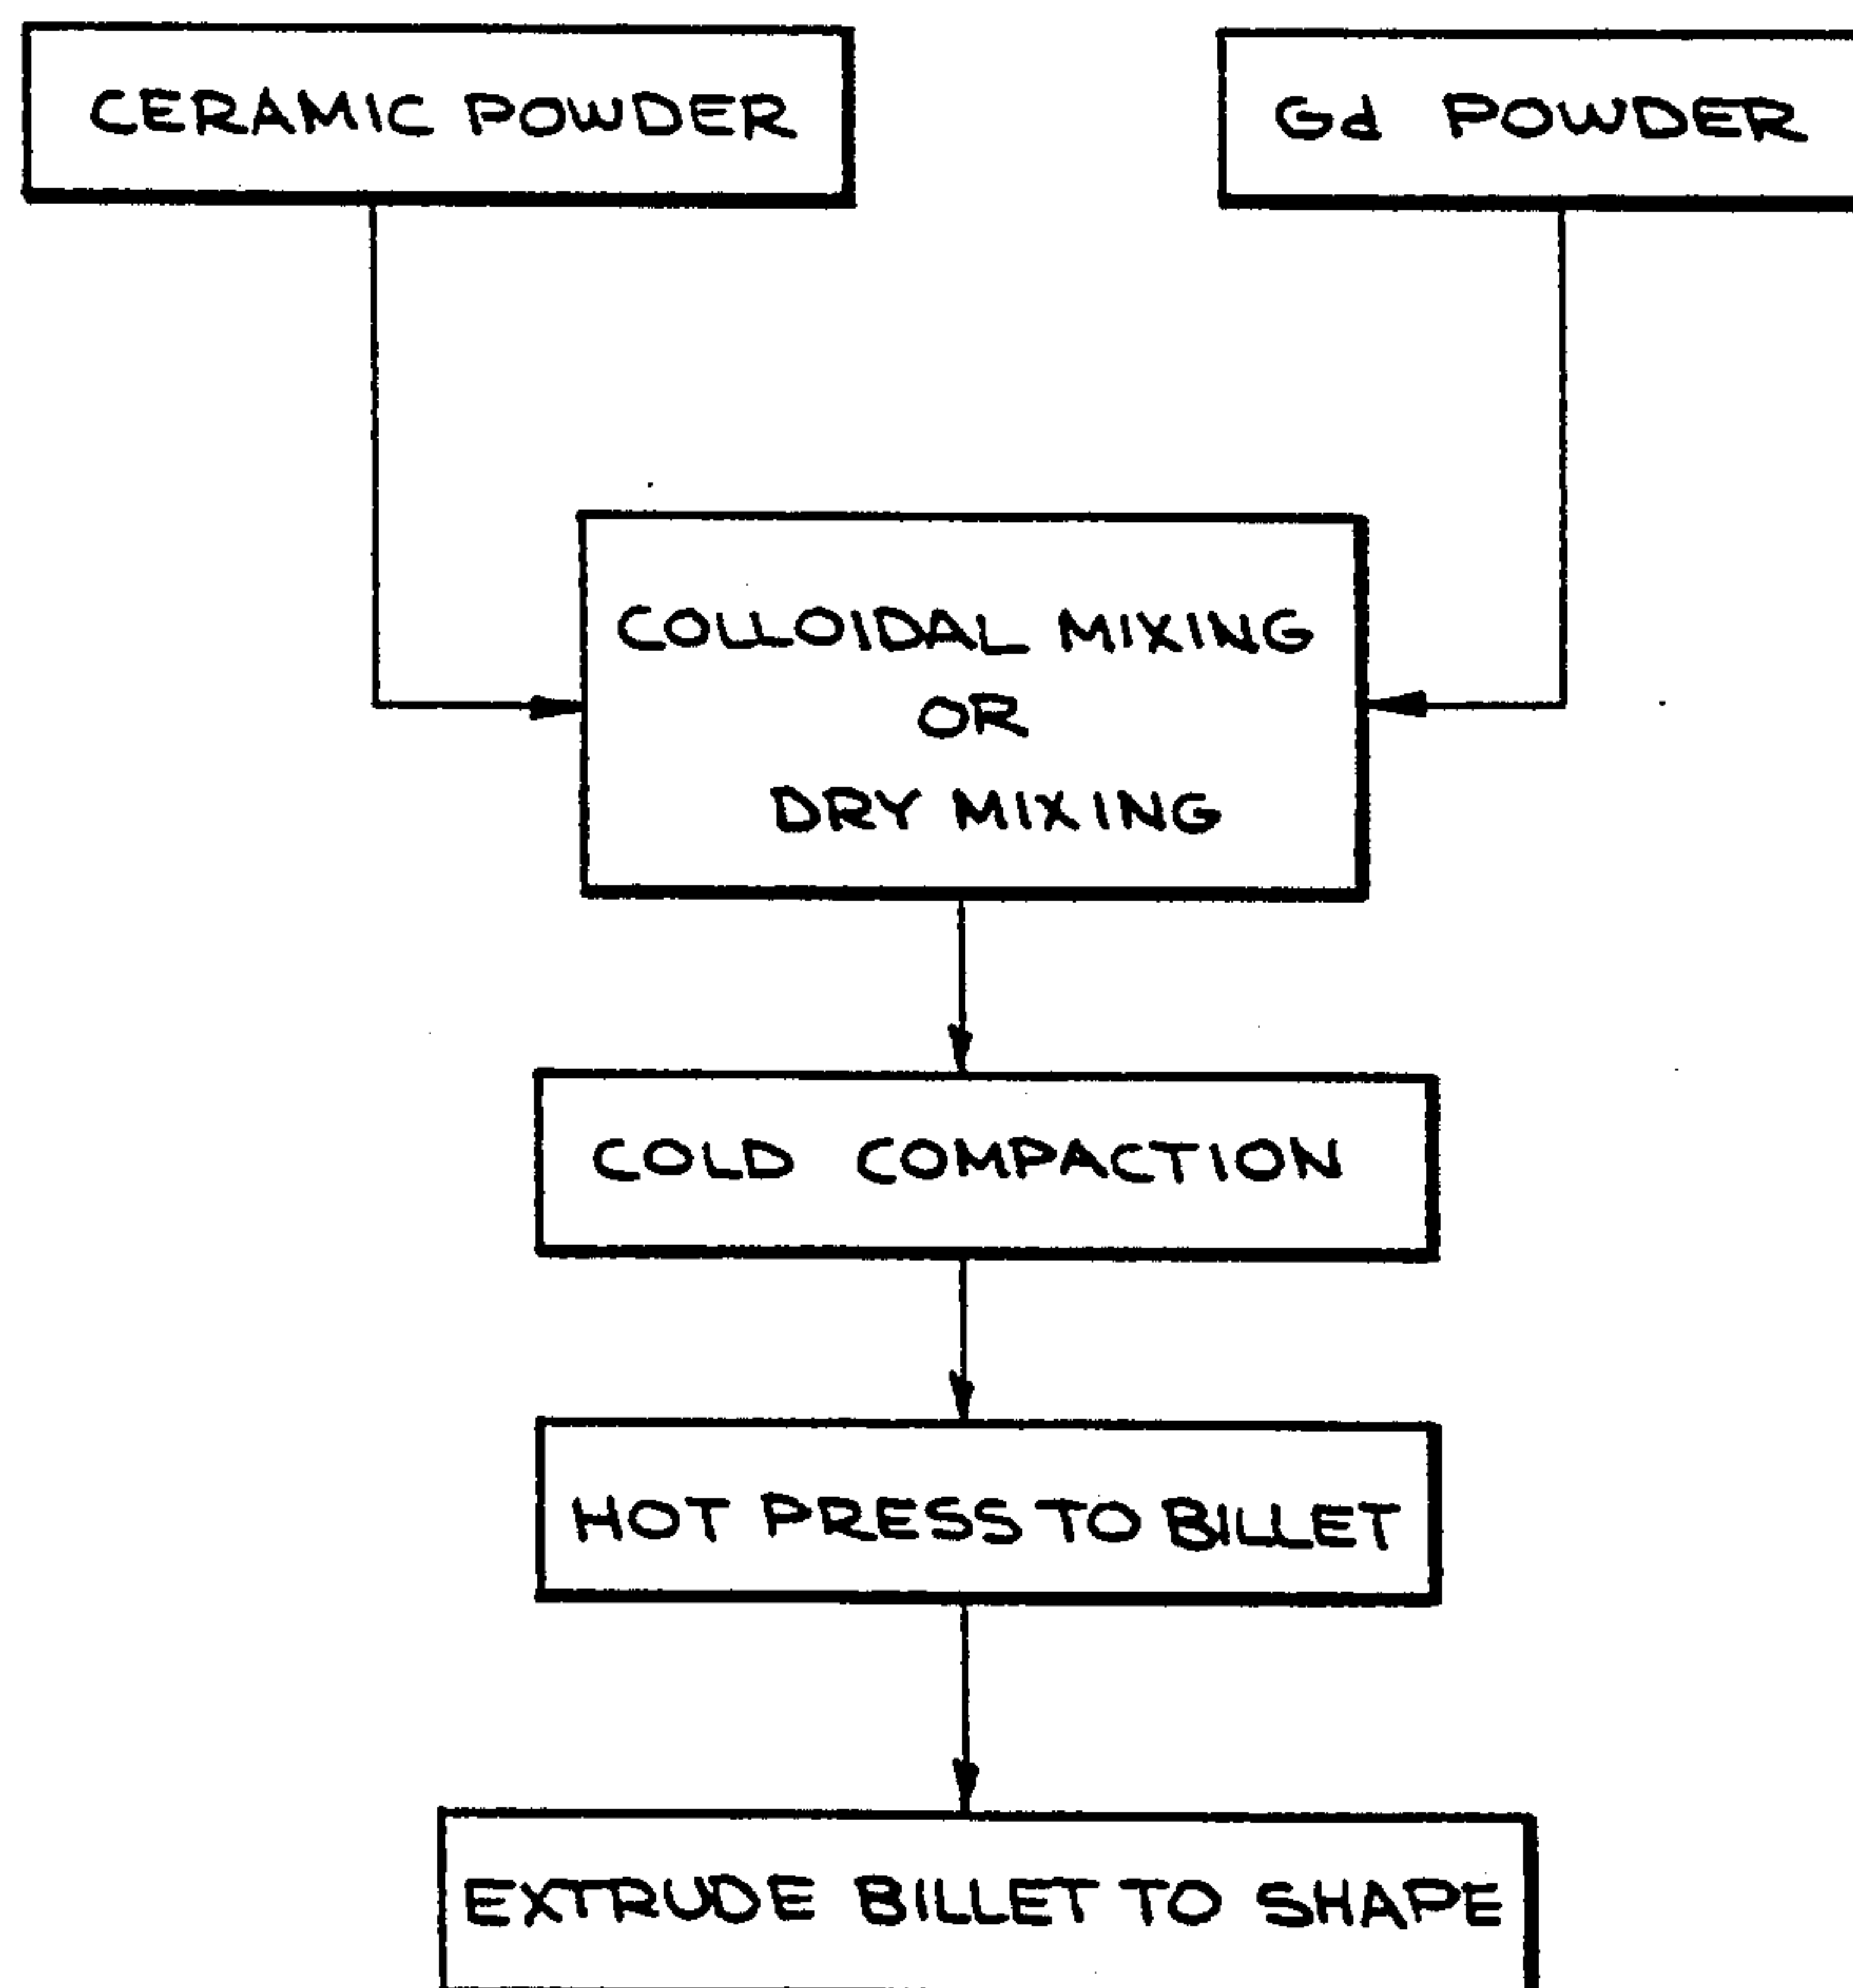 CERAMIC POWDER
Gd POWDER
COLLOIDAL MIXING
OR
DRY MIXING
COLD COMPACTION
HOT PRESS TO BILLET
EXTRUDE BILLET TO SHAPE